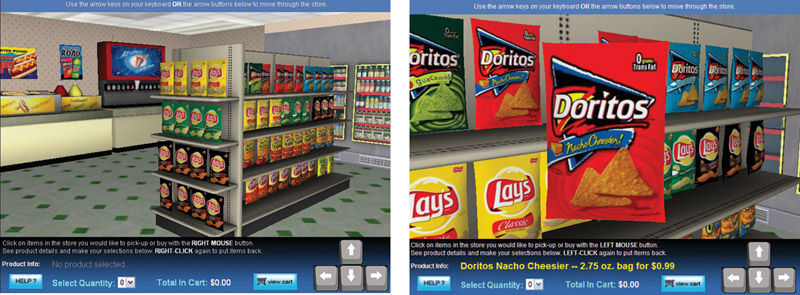 Use the arrow keys on your keyboard OR the arrow buttons below to move through the store.
ROAD
Lay's
Click on items in the store you would like to pick-up or buy with the RIGHT MOUSE button.
See product details and make your selections below. RIGHT-CLICK again to put items back.
Product Info: No product selected
HELP ? Select Quantity: 0 Total In Cart: $0.00 view cart
Use the arrow keys on your keyboard OR the arrow buttons below to move through the store.
Doritos
Guacamole
Doritos
Nacho Cheesier!
0 grams Trans Fat
Doritos
Nacho Cheesier!
Lay's
Lay's
Classic
Lay's
Click on items in the store you would like to pick-up or buy with the LEFT MOUSE button.
See product details and make your selections below. LEFT-CLICK again to put items back.
Product Info: Doritos Nacho Cheesier -- 2.75 oz. bag for $0.99
HELP ? Select Quantity: 0 Total In Cart: $0.00 view cart